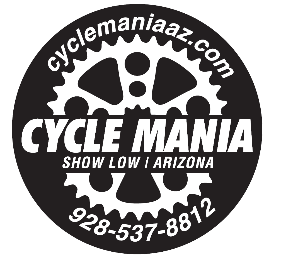 cyclemaniaaz.com
CYCLE MANIA
SHOW LOW | ARIZONA
928-537-8812